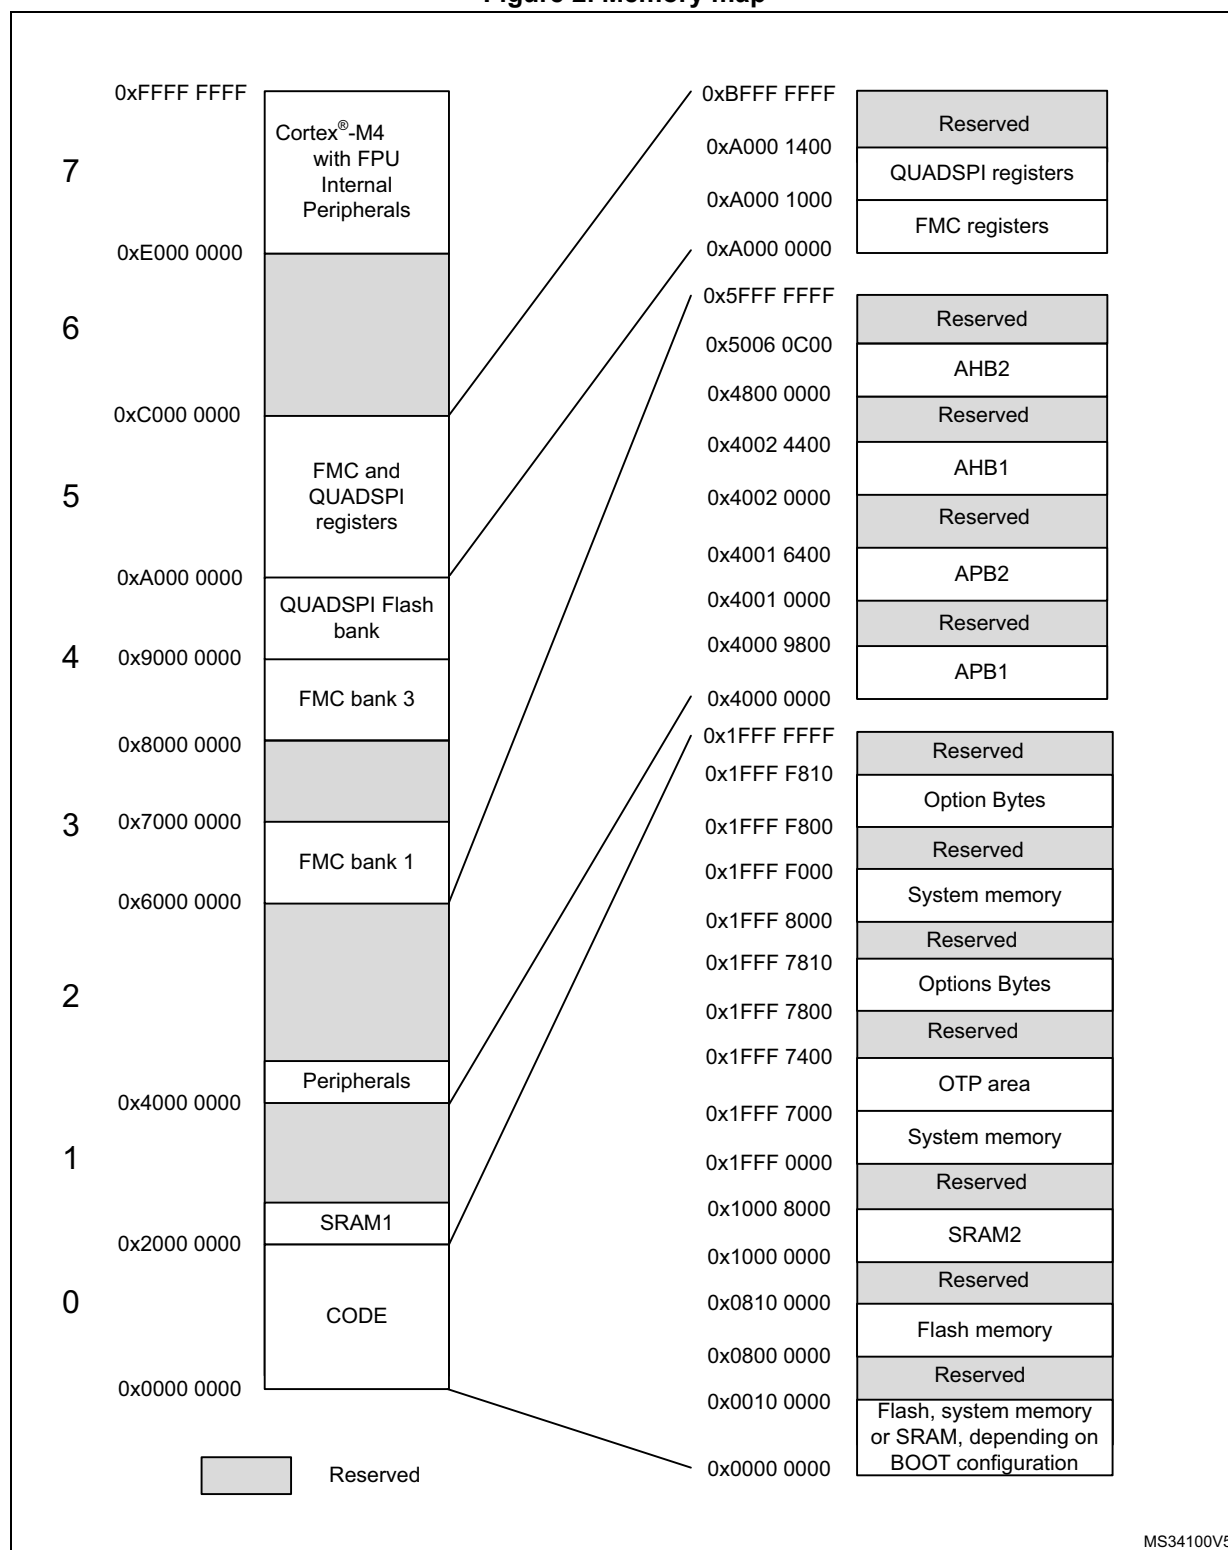 Figure 2. Memory map
0xFFFF FFFF
7
Cortex®-M4
with FPU
Internal
Peripherals
0xE000 0000
6
0xC000 0000
5
FMC and
QUADSPI
registers
0xA000 0000
QUADSPI Flash
bank
4
0x9000 0000
FMC bank 3
0x8000 0000
3
0x7000 0000
FMC bank 1
0x6000 0000
2
Peripherals
0x4000 0000
1
SRAM1
0x2000 0000
0
CODE
0x0000 0000
Reserved
0xBFFF FFFF
Reserved
0xA000 1400
QUADSPI registers
0xA000 1000
FMC registers
0xA000 0000
0x5FFF FFFF
Reserved
0x5006 0C00
AHB2
0x4800 0000
Reserved
0x4002 4400
AHB1
0x4002 0000
Reserved
0x4001 6400
APB2
0x4001 0000
Reserved
0x4000 9800
APB1
0x4000 0000
0x1FFF FFFF
Reserved
0x1FFF F810
Option Bytes
0x1FFF F800
Reserved
0x1FFF F000
System memory
0x1FFF 8000
Reserved
0x1FFF 7810
Options Bytes
0x1FFF 7800
Reserved
0x1FFF 7400
OTP area
0x1FFF 7000
System memory
0x1FFF 0000
Reserved
0x1000 8000
SRAM2
0x1000 0000
Reserved
0x0810 0000
Flash memory
0x0800 0000
Reserved
0x0010 0000
Flash, system memory
or SRAM, depending on
BOOT configuration
0x0000 0000
MS34100V5